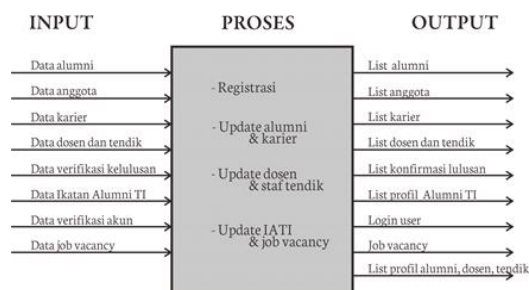 INPUT
PROSES
OUTPUT
Data alumni
Data anggota
Data karier
Data dosen dan tendik
Data verifikasi kelulusan
Data Ikatan Alumni TI
Data verifikasi akun
Data job vacancy
- Registrasi
- Update alumni
& karier
- Update dosen
& staf tendik
- Update IATI
& job vacancy
List alumni
List anggota
List karier
List dosen dan tendik
List konfirmasi lulusan
List profil Alumni TI
Login user
Job vacancy
List profil alumni, dosen, tendik